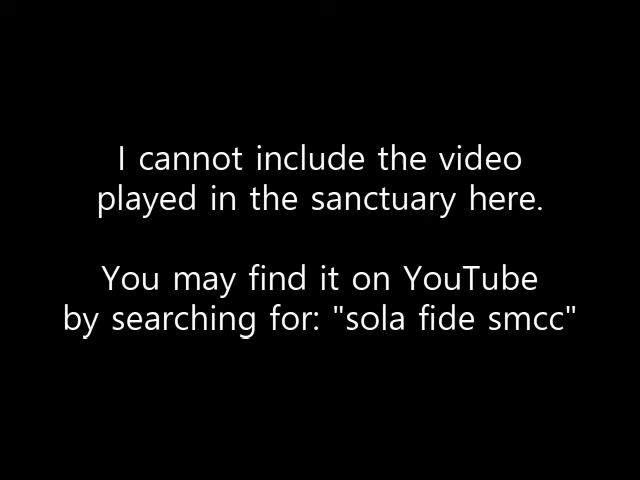 I cannot include the video
played in the sanctuary here.
You may find it on YouTube
by searching for: "sola fide smcc"